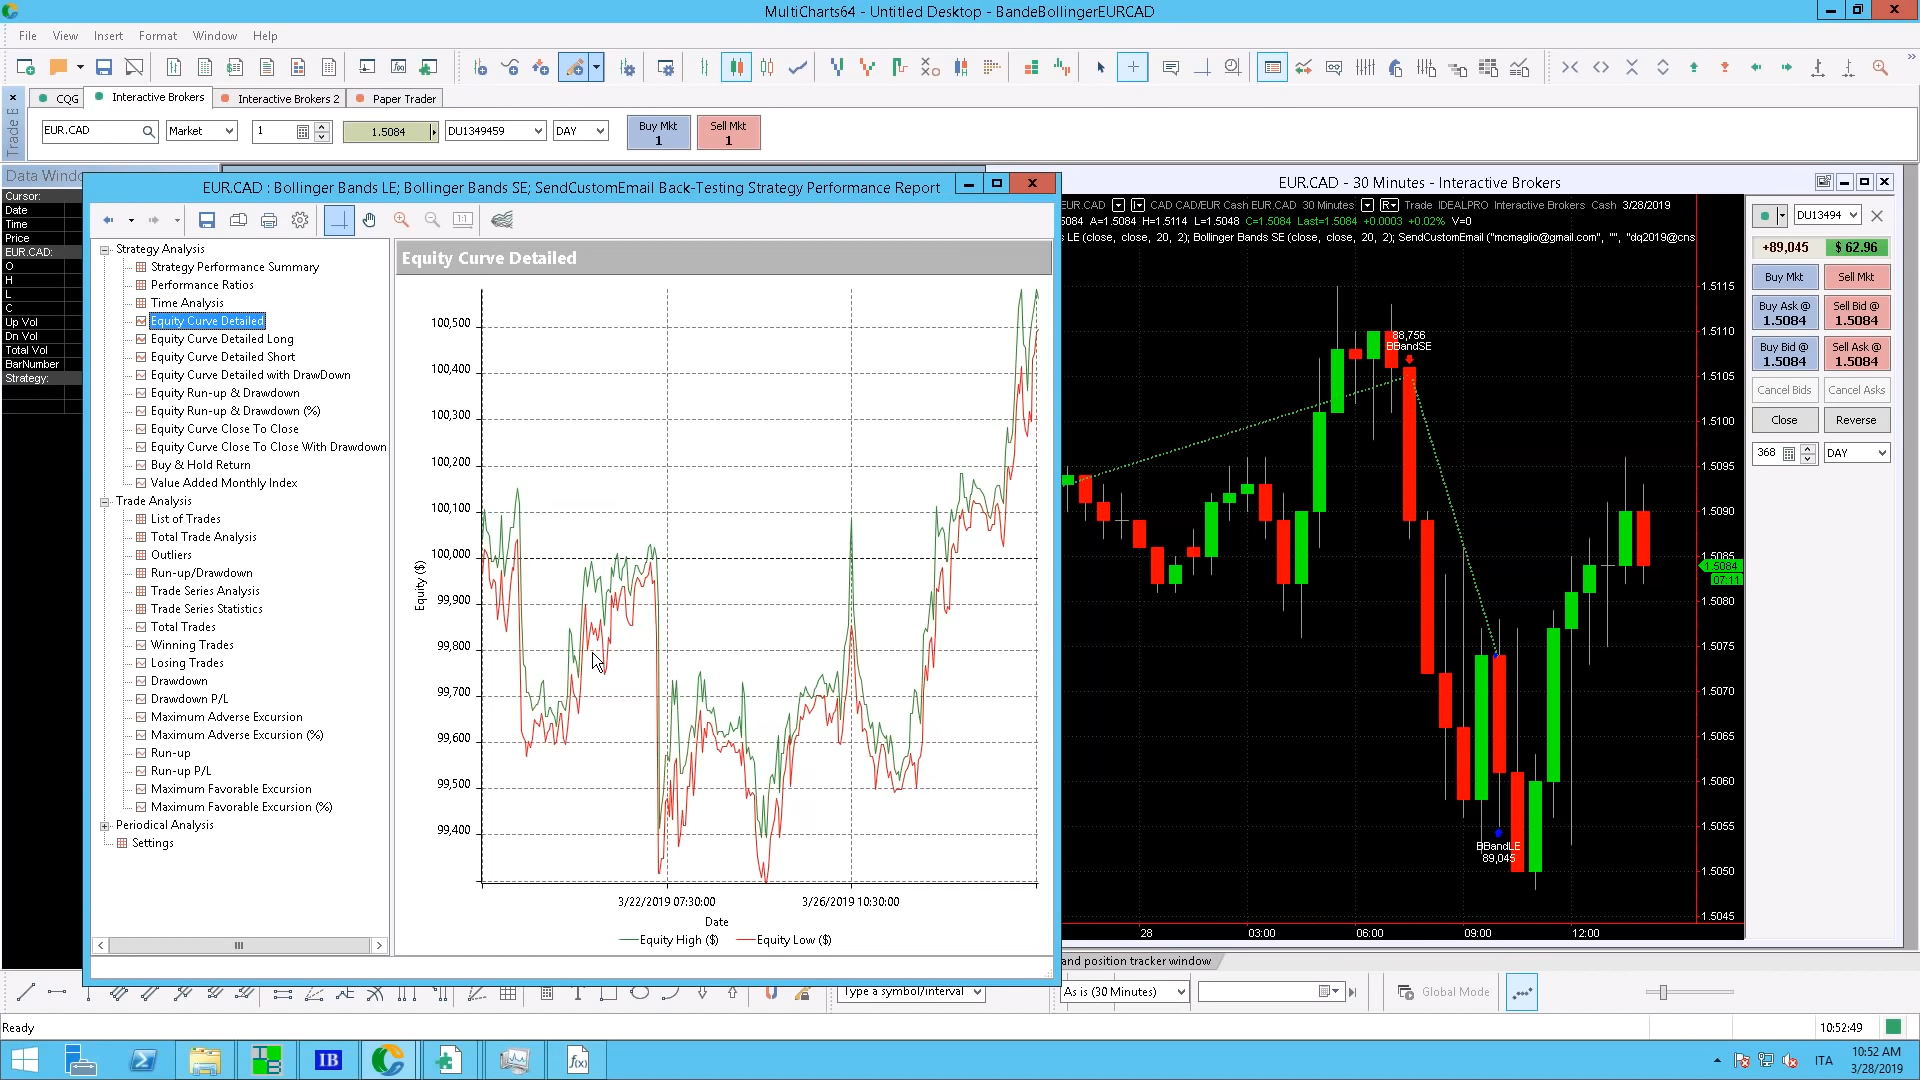 MultiCharts64 - Untitled Desktop - BandeBollingerEURCAD
File View Insert Format Window Help
CQG Interactive Brokers Interactive Brokers 2 Paper Trader
EUR.CAD Market 1 1.5084 DU1349459 DAY Buy Mkt 1 Sell Mkt 1
Trade B
Data Windo
Cursor:
Date
Time
Price
EUR.CAD:
O
H
L
C
Up Vol
Dn Vol
Total Vol
BarNumber
Strategy:
EUR.CAD : Bollinger Bands LE; Bollinger Bands SE; SendCustomEmail Back-Testing Strategy Performance Report
1:1
Strategy Analysis
Strategy Performance Summary
Performance Ratios
Time Analysis
Equity Curve Detailed
Equity Curve Detailed Long
Equity Curve Detailed Short
Equity Curve Detailed with DrawDown
Equity Run-up & Drawdown
Equity Run-up & Drawdown (%)
Equity Curve Close To Close
Equity Curve Close To Close With Drawdown
Buy & Hold Return
Value Added Monthly Index
Trade Analysis
List of Trades
Total Trade Analysis
Outliers
Run-up/Drawdown
Trade Series Analysis
Trade Series Statistics
Total Trades
Winning Trades
Losing Trades
Drawdown
Drawdown P/L
Maximum Adverse Excursion
Maximum Adverse Excursion (%)
Run-up
Run-up P/L
Maximum Favorable Excursion
Maximum Favorable Excursion (%)
Periodical Analysis
Settings
Equity Curve Detailed
100,500
100,400
100,300
100,200
100,100
100,000
99,900
99,800
99,700
99,600
99,500
99,400
Equity ($)
3/22/2019 07:30:00 3/26/2019 10:30:00
Date
Equity High ($) Equity Low ($)
EUR.CAD - 30 Minutes - Interactive Brokers
EUR.CAD CAD CAD/EUR Cash EUR.CAD 30 Minutes R Trade IDEALPRO Interactive Brokers Cash 3/28/2019
5084 A=1.5084 H=1.5114 L=1.5048 C=1.5084 Last=1.5084 +0.0003 +0.02% V=0
s LE (close, close, 20, 2); Bollinger Bands SE (close, close, 20, 2); SendCustomEmail ("mcmaglio@gmail.com", "", "dq2019@cns
88,756
BBandSE
BBandLE
89,045
1.5115
1.5110
1.5105
1.5100
1.5095
1.5090
1.5085
1.5084
07:11
1.5080
1.5075
1.5070
1.5065
1.5060
1.5055
1.5050
1.5045
28 03:00 06:00 09:00 12:00
DU13494
+89,045 $ 62.96
Buy Mkt Sell Mkt
Buy Ask @ 1.5084 Sell Bid @ 1.5084
Buy Bid @ 1.5084 Sell Ask @ 1.5084
Cancel Bids Cancel Asks
Close Reverse
368 DAY
and position tracker window
Type a symbol/interval As is (30 Minutes) Global Mode
Ready 10:52:49
IB f(x) ITA 10:52 AM
3/28/2019